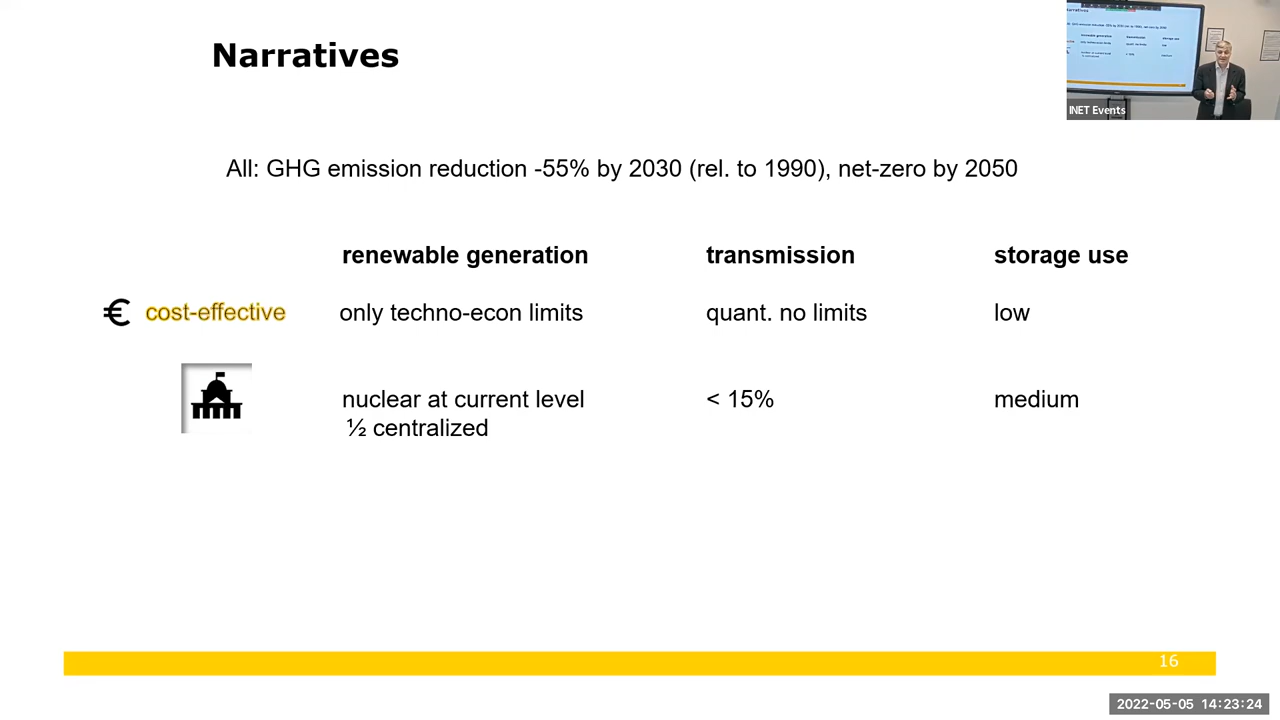 Narratives
INET Events
All: GHG emission reduction -55% by 2030 (rel. to 1990), net-zero by 2050
renewable generation transmission storage use
€ cost-effective only techno-econ limits quant. no limits low
nuclear at current level < 15% medium
½ centralized
16
2022-05-05 14:23:24